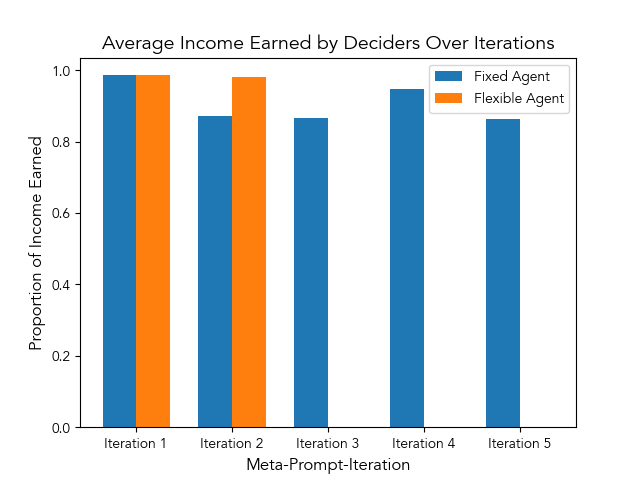 Average Income Earned by Deciders Over Iterations
Fixed Agent
Flexible Agent
Proportion of Income Earned
1.0
0.8
0.6
0.4
0.2
0.0
Iteration 1
Iteration 2
Iteration 3
Iteration 4
Iteration 5
Meta-Prompt-Iteration